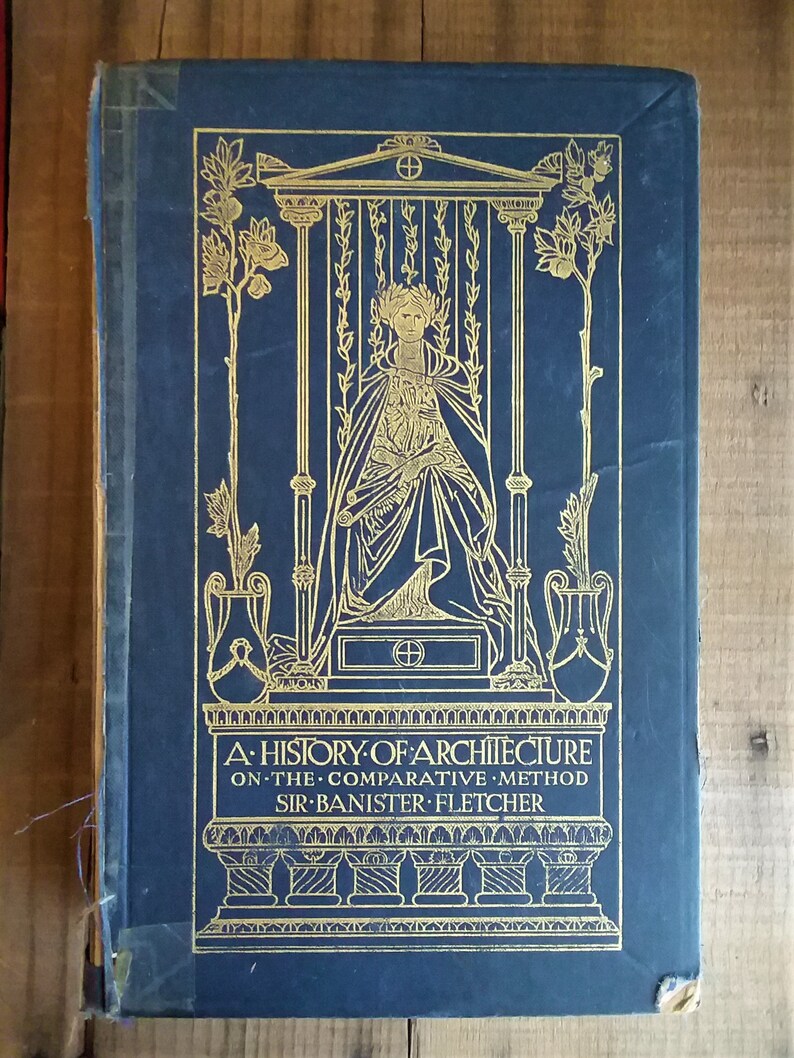 A·HISTORY·OF·ARCHITECTURE
ON·THE·COMPARATIVE·METHOD
SIR·BANISTER·FLETCHER